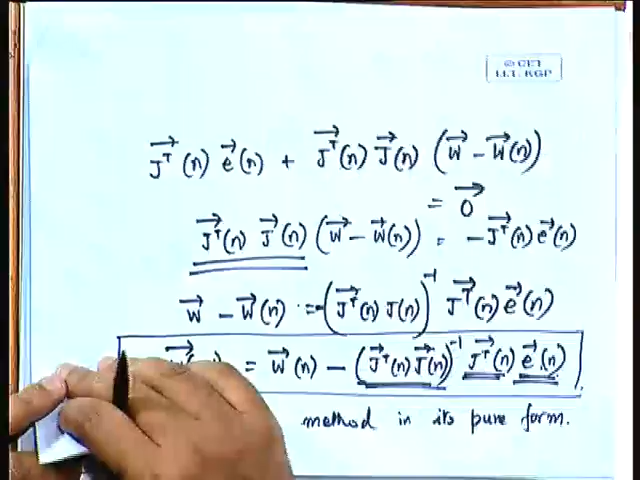 © CET
I.I.T. KGP
J⃗ᵀ(n) e⃗(n) + J⃗ᵀ(n) J⃗(n) (w⃗ - w⃗(n))
= 0⃗
J⃗ᵀ(n) J⃗(n) (w⃗ - w⃗(n)) = - J⃗ᵀ(n) e⃗(n)
w⃗ - w⃗(n) = -(J⃗ᵀ(n) J(n))⁻¹ J⃗ᵀ(n) e⃗(n)
= w⃗(n) - (J⃗ᵀ(n) J⃗(n))⁻¹ J⃗ᵀ(n) e⃗(n)
method in its pure form.